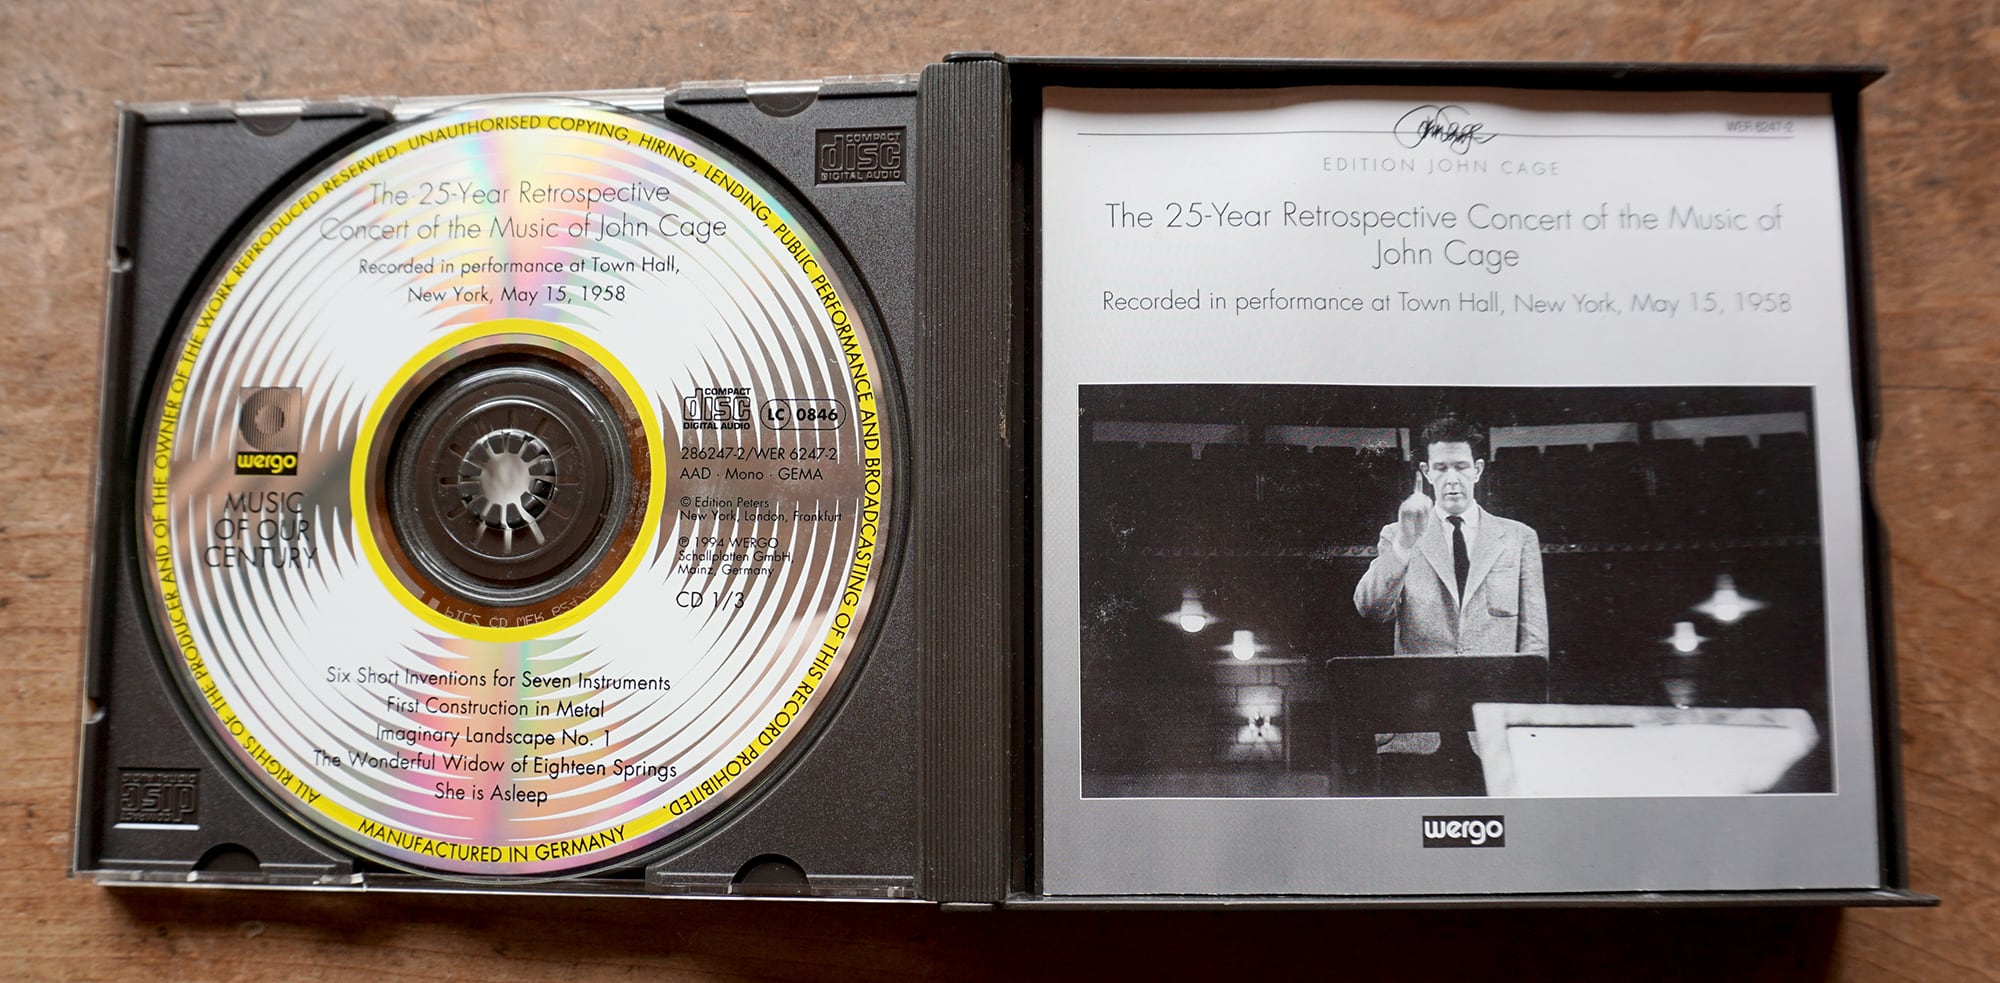 ALL RIGHTS OF THE PRODUCER AND OF THE OWNER OF THE WORK REPRODUCED RESERVED. UNAUTHORISED COPYING, HIRING, LENDING, PUBLIC PERFORMANCE AND BROADCASTING OF THIS RECORD PROHIBITED.
MANUFACTURED IN GERMANY
The 25-Year Retrospective
Concert of the Music of John Cage
Recorded in performance at Town Hall,
New York, May 15, 1958
wergo
MUSIC
OF OUR
CENTURY
COMPACT
disc
DIGITAL AUDIO
LC 0846
286247-2/WER 6247-2
AAD · Mono · GEMA
© Edition Peters
New York, London, Frankfurt
℗ 1994 WERGO
Schallplatten GmbH,
Mainz, Germany
CD 1/3
Six Short Inventions for Seven Instruments
First Construction in Metal
Imaginary Landscape No. 1
The Wonderful Widow of Eighteen Springs
She is Asleep
COMPACT
disc
DIGITAL AUDIO
COMPACT
disc
DIGITAL AUDIO
John Cage
WER 6247-2
EDITION JOHN CAGE
The 25-Year Retrospective Concert of the Music of
John Cage
Recorded in performance at Town Hall, New York, May 15, 1958
wergo